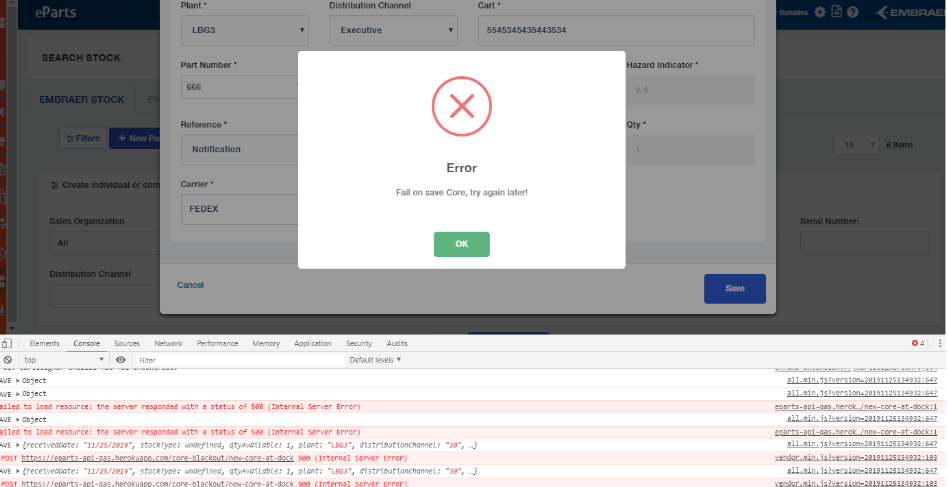 eParts
Batalha
EMBRAER
Plant *
Distribution Channel
Cart *
LBG3
Executive
5545345435443534
SEARCH STOCK
Part Number *
Hazard Indicator *
666
9.4
EMBRAER STOCK
PN
Reference *
Qty *
Filters
+ New Pa
Notification
1
10
6 items
Error
Fail on save Core, try again later!
Carrier *
Create individual or com
FEDEX
Sales Organization
Serial Number:
All
OK
Distribution Channel
Cancel
Save
Elements Console Sources Network Performance Memory Application Security Audits
4
top
Filter
Default levels
AVE Object
all.min.js?version=20191125134932:647
AVE Object
all.min.js?version=20191125134932:647
ailed to load resource: the server responded with a status of 500 (Internal Server Error)
eparts-api-qas.herok…/new-core-at-dock:1
AVE Object
all.min.js?version=20191125134932:647
ailed to load resource: the server responded with a status of 500 (Internal Server Error)
eparts-api-qas.herok…/new-core-at-dock:1
AVE {receivedDate: "11/25/2019", stockType: undefined, qtyAvailable: 1, plant: "LBG3", distributionChannel: "30", …}
all.min.js?version=20191125134932:647
POST https://eparts-api-qas.herokuapp.com/core-blackout/new-core-at-dock 500 (Internal Server Error)
vendor.min.js?version=20191125134932:103
AVE {receivedDate: "11/25/2019", stockType: undefined, qtyAvailable: 1, plant: "LBG3", distributionChannel: "30", …}
all.min.js?version=20191125134932:647
POST https://eparts-api-qas.herokuapp.com/core-blackout/new-core-at-dock 500 (Internal Server Error)
vendor.min.js?version=20191125134932:103